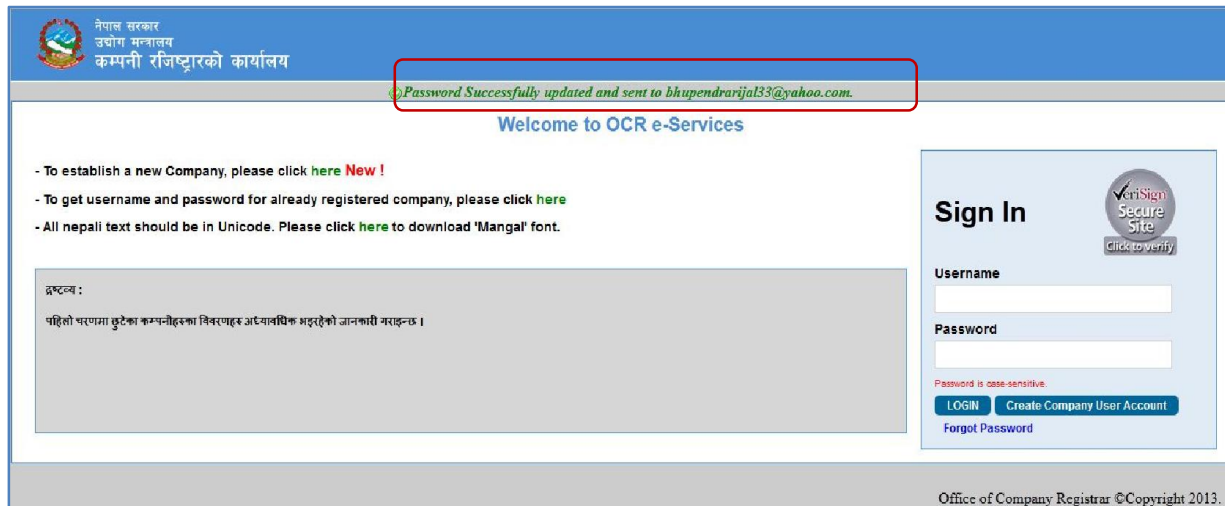 नेपाल सरकार
उद्योग मन्त्रालय
कम्पनी रजिष्ट्रारको कार्यालय
Password Successfully updated and sent to bhupendrarijal33@yahoo.com.
Welcome to OCR e-Services
- To establish a new Company, please click here New !
- To get username and password for already registered company, please click here
- All nepali text should be in Unicode. Please click here to download 'Mangal' font.
द्रष्टव्य :
पहिलो चरणमा छुटेका कम्पनीहरुका विवरणहरु अध्यावधिक भइरहेको जानकारी गराइन्छ ।
Sign In
VeriSign
Secure
Site
Click to verify
Username
Password
Password is case-sensitive.
LOGIN Create Company User Account
Forgot Password
Office of Company Registrar ©Copyright 2013.